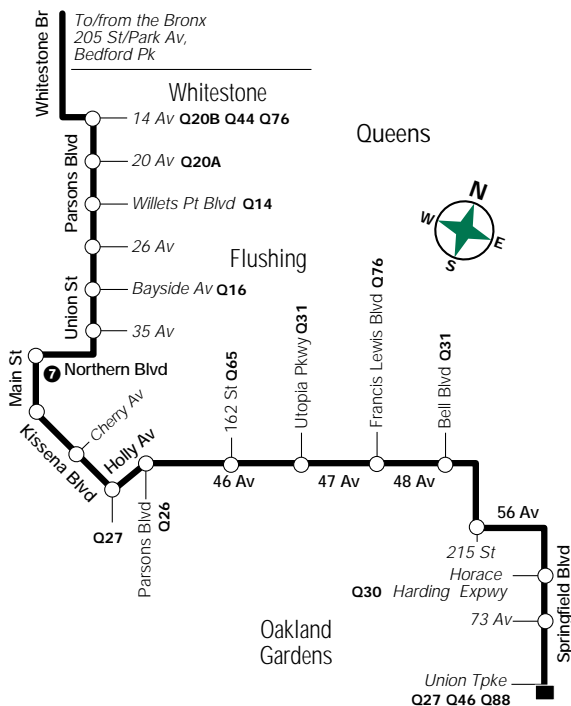 To/from the Bronx
205 St/Park Av,
Bedford Pk
Whitestone Br
Whitestone
14 Av Q20B Q44 Q76
Queens
20 Av Q20A
Parsons Blvd
Willets Pt Blvd Q14
N
W
E
S
26 Av
Flushing
Bayside Av Q16
Union St
35 Av
Main St
7 Northern Blvd
Cherry Av
Kissena Blvd
Holly Av
Q27
Parsons Blvd
Q26
162 St Q65
46 Av
Utopia Pkwy Q31
47 Av
Francis Lewis Blvd Q76
48 Av
Bell Blvd Q31
56 Av
215 St
Horace
Q30 Harding Expwy
73 Av
Springfield Blvd
Oakland
Gardens
Union Tpke
Q27 Q46 Q88